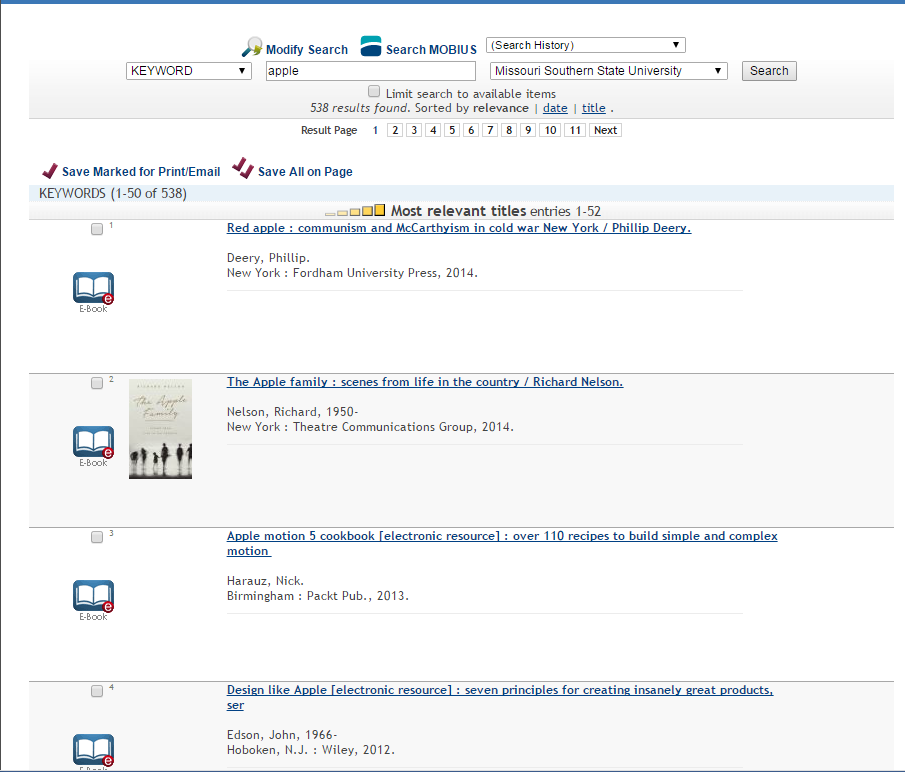 Modify Search Search MOBIUS (Search History)
KEYWORD apple Missouri Southern State University Search
Limit search to available items
538 results found. Sorted by relevance | date | title .
Result Page 1 2 3 4 5 6 7 8 9 10 11 Next
Save Marked for Print/Email Save All on Page
KEYWORDS (1-50 of 538)
Most relevant titles entries 1-52
1
Red apple : communism and McCarthyism in cold war New York / Phillip Deery.
Deery, Phillip.
New York : Fordham University Press, 2014.
e
E-Book
2
The Apple family : scenes from life in the country / Richard Nelson.
RICHARD NELSON
The Apple
Family
Nelson, Richard, 1950-
New York : Theatre Communications Group, 2014.
e
E-Book
3
Apple motion 5 cookbook [electronic resource] : over 110 recipes to build simple and complex
motion
Harauz, Nick.
Birmingham : Packt Pub., 2013.
e
E-Book
4
Design like Apple [electronic resource] : seven principles for creating insanely great products,
ser
Edson, John, 1966-
Hoboken, N.J. : Wiley, 2012.
e
E-Book